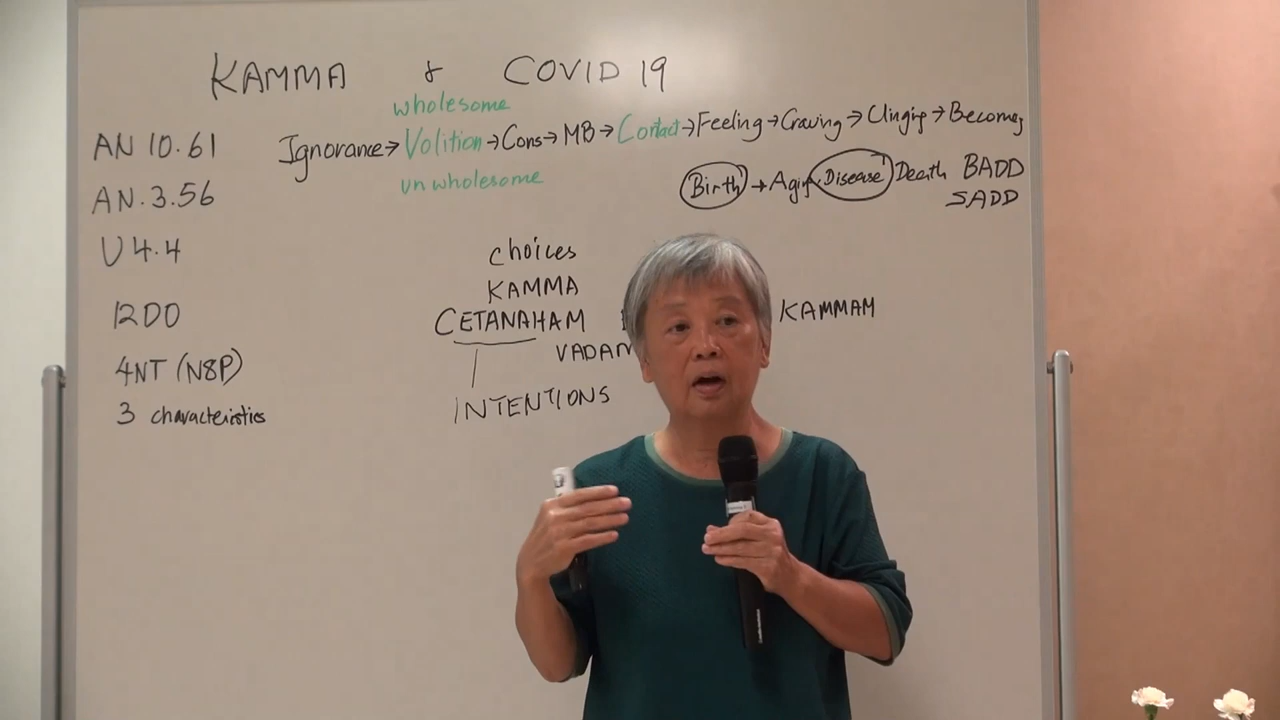 KAMMA & COVID 19
wholesome
AN 10.61
Ignorance→Volition→Cons→MB→Contact→Feeling→Craving→Clinging→Becoming
unwholesome
AN.3.56
Birth→Aging.Disease Death BADD
SADD
U 4.4
choices
KAMMA
12DO
CETANAHAM KAMMAM
VADAM
4NT (N8P)
INTENTIONS
3 characteristics